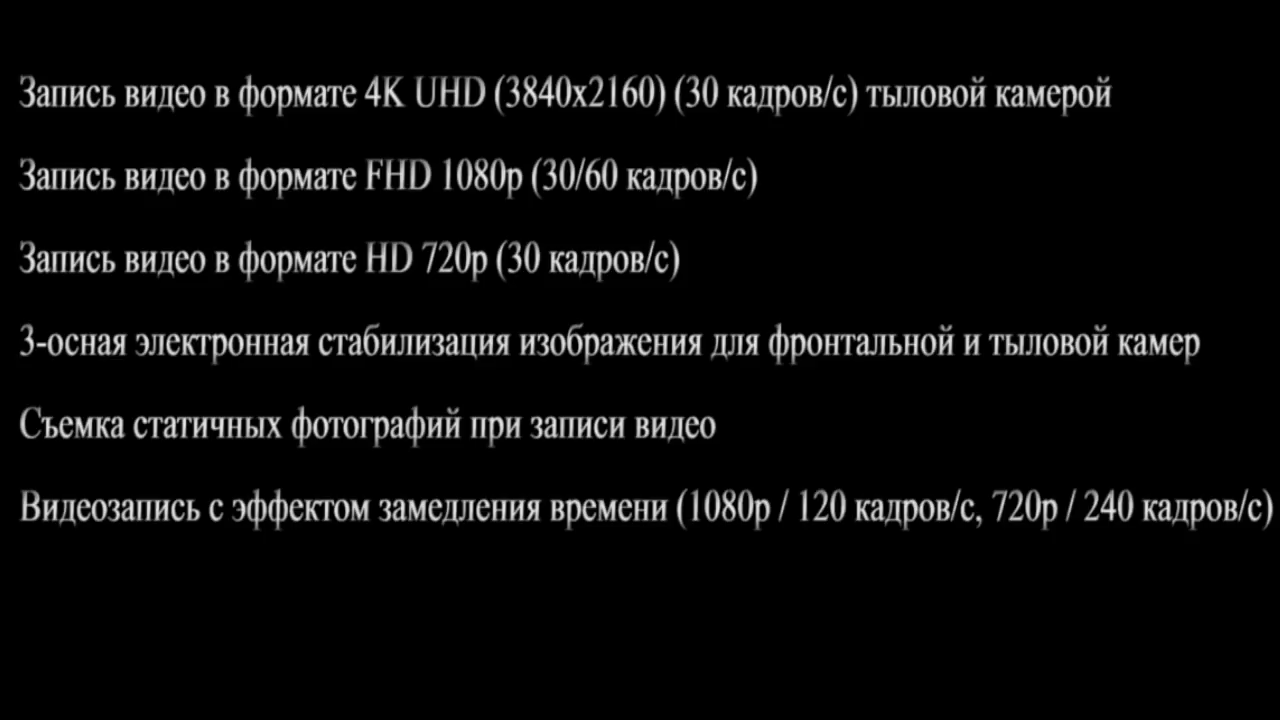 Запись видео в формате 4K UHD (3840x2160) (30 кадров/с) тыловой камерой
Запись видео в формате FHD 1080p (30/60 кадров/с)
Запись видео в формате HD 720p (30 кадров/с)
3-осная электронная стабилизация изображения для фронтальной и тыловой камер
Съемка статичных фотографий при записи видео
Видеозапись с эффектом замедления времени (1080p / 120 кадров/с, 720p / 240 кадров/с)